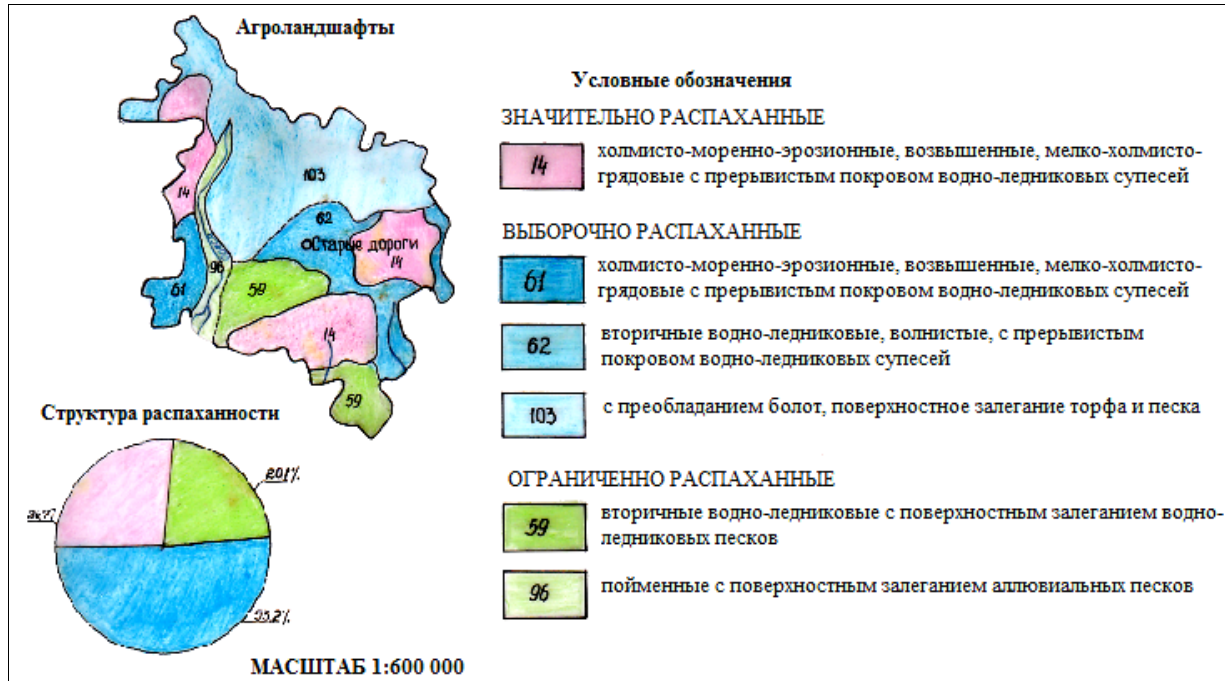 Агроландшафты
103
14
62
Старые дороги
14
96
61
59
14
59
Структура распаханности
20,1%
МАСШТАБ 1:600 000
Условные обозначения
ЗНАЧИТЕЛЬНО РАСПАХАННЫЕ
14
холмисто-моренно-эрозионные, возвышенные, мелко-холмисто-
грядовые с прерывистым покровом водно-ледниковых супесей
ВЫБОРОЧНО РАСПАХАННЫЕ
61
холмисто-моренно-эрозионные, возвышенные, мелко-холмисто-
грядовые с прерывистым покровом водно-ледниковых супесей
62
вторичные водно-ледниковые, волнистые, с прерывистым
покровом водно-ледниковых супесей
103
с преобладанием болот, поверхностное залегание торфа и песка
ОГРАНИЧЕННО РАСПАХАННЫЕ
59
вторичные водно-ледниковые с поверхностным залеганием водно-
ледниковых песков
96
пойменные с поверхностным залеганием аллювиальных песков